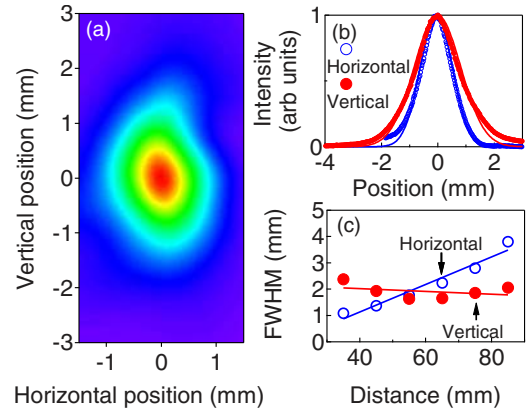 (a)
3
2
1
0
-1
-2
-3
Vertical position (mm)
-1 0 1
Horizontal position (mm)
(b)
Horizontal
Vertical
1
0
Intensity
(arb units)
-4 -2 0 2
Position (mm)
(c)
Horizontal
Vertical
5
4
3
2
1
0
FWHM (mm)
40 60 80
Distance (mm)